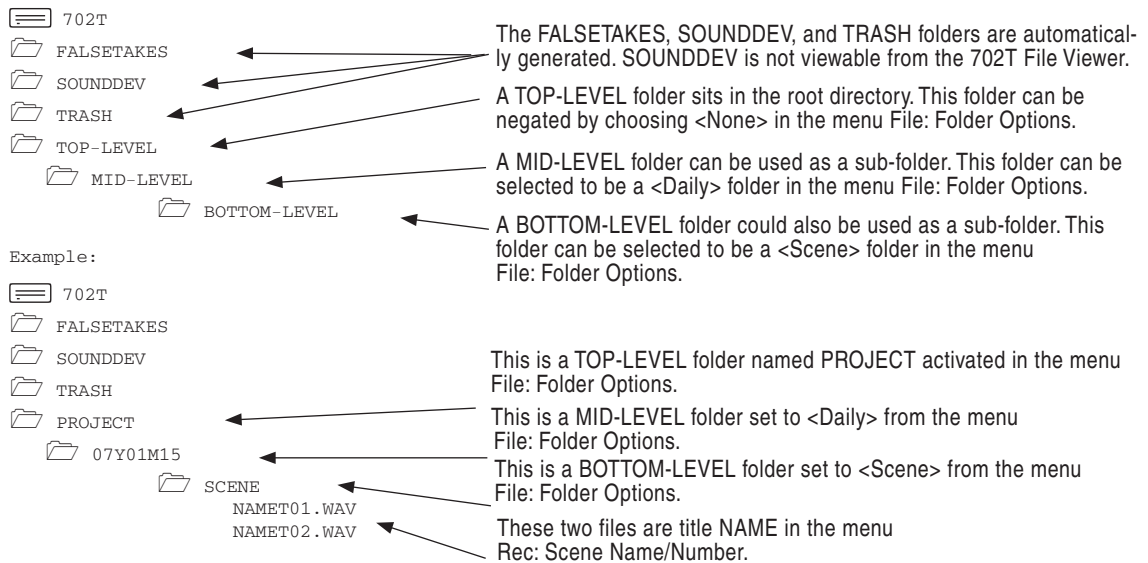 702T
FALSETAKES
SOUNDDEV
TRASH
TOP-LEVEL
MID-LEVEL
BOTTOM-LEVEL
The FALSETAKES, SOUNDDEV, and TRASH folders are automatical-
ly generated. SOUNDDEV is not viewable from the 702T File Viewer.
A TOP-LEVEL folder sits in the root directory. This folder can be
negated by choosing <None> in the menu File: Folder Options.
A MID-LEVEL folder can be used as a sub-folder. This folder can be
selected to be a <Daily> folder in the menu File: Folder Options.
A BOTTOM-LEVEL folder could also be used as a sub-folder. This
folder can be selected to be a <Scene> folder in the menu
File: Folder Options.
Example:
702T
FALSETAKES
SOUNDDEV
TRASH
PROJECT
07Y01M15
SCENE
NAMET01.WAV
NAMET02.WAV
This is a TOP-LEVEL folder named PROJECT activated in the menu
File: Folder Options.
This is a MID-LEVEL folder set to <Daily> from the menu
File: Folder Options.
This is a BOTTOM-LEVEL folder set to <Scene> from the menu
File: Folder Options.
These two files are title NAME in the menu
Rec: Scene Name/Number.